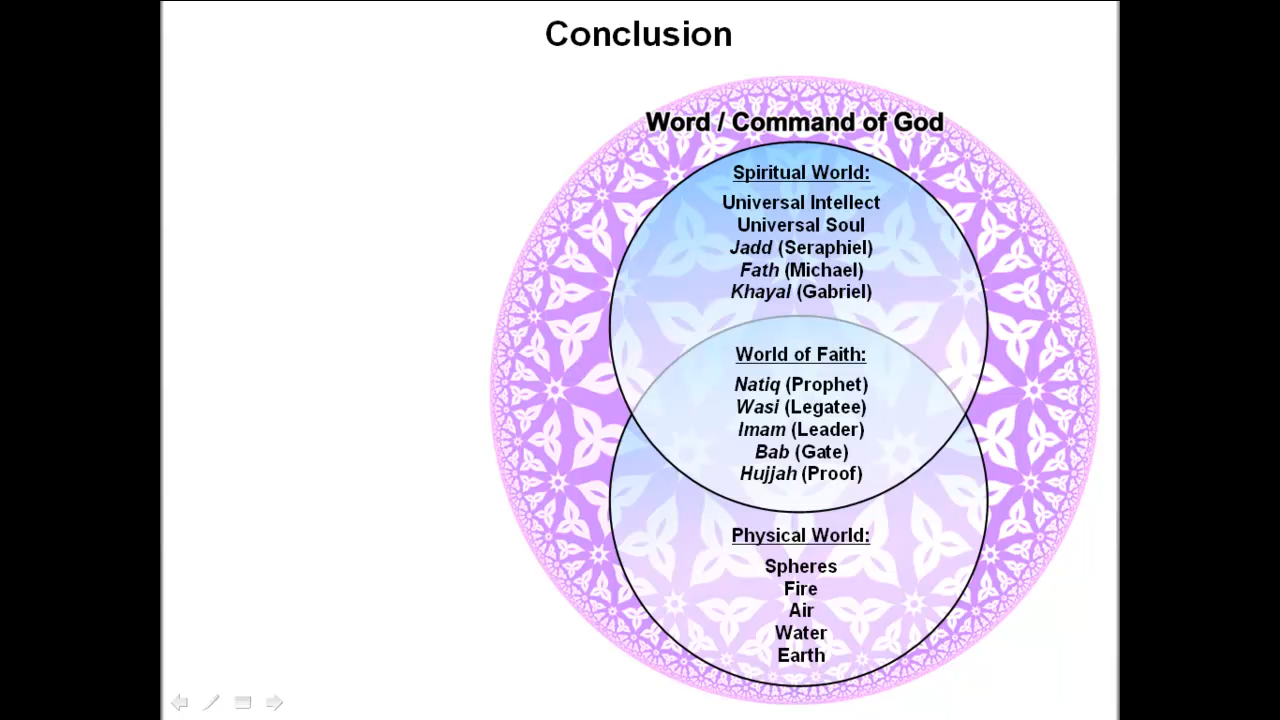 Conclusion
Word / Command of God
Spiritual World:
Universal Intellect
Universal Soul
Jadd (Seraphiel)
Fath (Michael)
Khayal (Gabriel)
World of Faith:
Natiq (Prophet)
Wasi (Legatee)
Imam (Leader)
Bab (Gate)
Hujjah (Proof)
Physical World:
Spheres
Fire
Air
Water
Earth